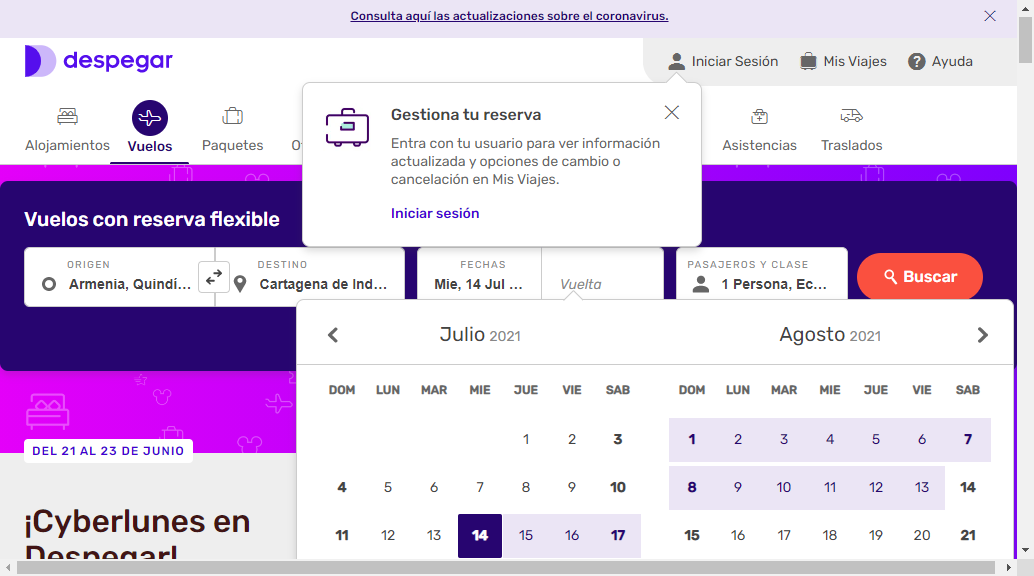 Consulta aquí las actualizaciones sobre el coronavirus.
despegar
Iniciar Sesión
Mis Viajes
? Ayuda
Alojamientos
Vuelos
Paquetes
Asistencias
Traslados
Gestiona tu reserva
Entra con tu usuario para ver información
actualizada y opciones de cambio o
cancelación en Mis Viajes.
Iniciar sesión
Vuelos con reserva flexible
ORIGEN
Armenia, Quindí...
DESTINO
Cartagena de Ind...
FECHAS
Mie, 14 Jul ...
Vuelta
PASAJEROS Y CLASE
1 Persona, Ec...
Buscar
Julio 2021
DOM LUN MAR MIE JUE VIE SAB
1 2 3
4 5 6 7 8 9 10
11 12 13 14 15 16 17
Agosto 2021
DOM LUN MAR MIE JUE VIE SAB
1 2 3 4 5 6 7
8 9 10 11 12 13 14
15 16 17 18 19 20 21
DEL 21 AL 23 DE JUNIO
¡Cyberlunes en
Despegar!